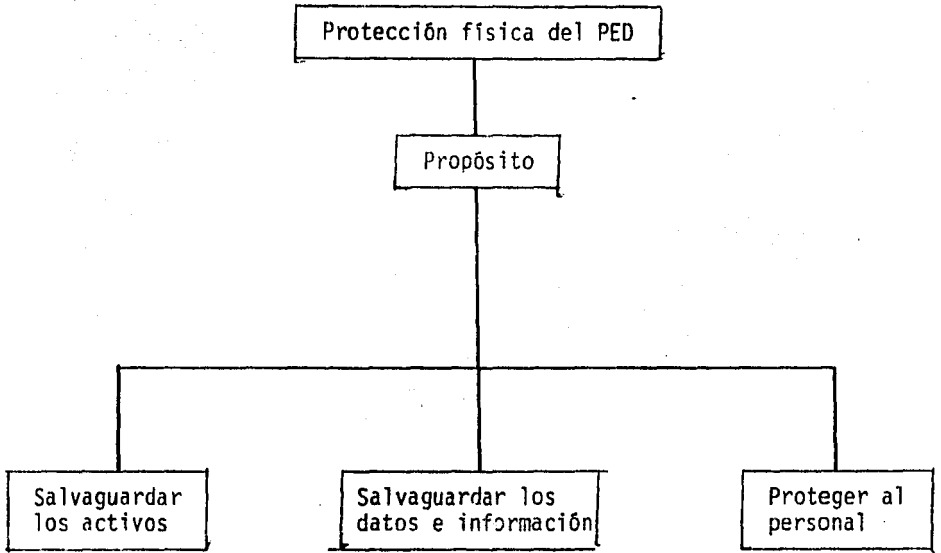 Protección física del PED
Propósito
Salvaguardar
los activos
Salvaguardar los
datos e información
Proteger al
personal